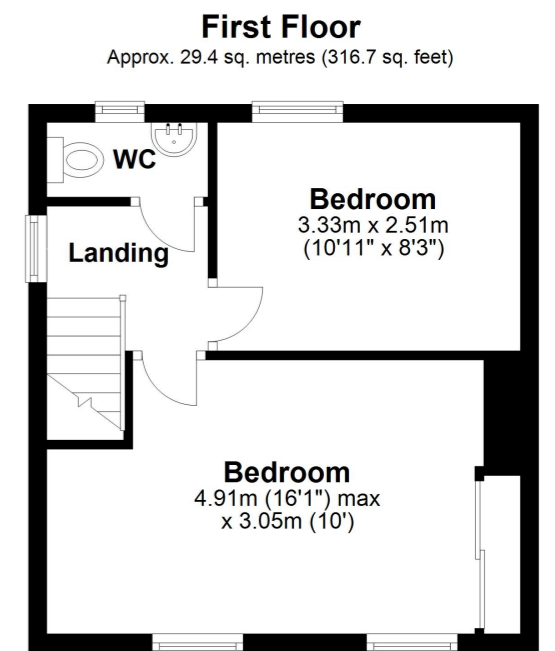 First Floor
Approx. 29.4 sq. metres (316.7 sq. feet)
WC
Bedroom
3.33m x 2.51m
(10'11" x 8'3")
Landing
Bedroom
4.91m (16'1") max
x 3.05m (10')